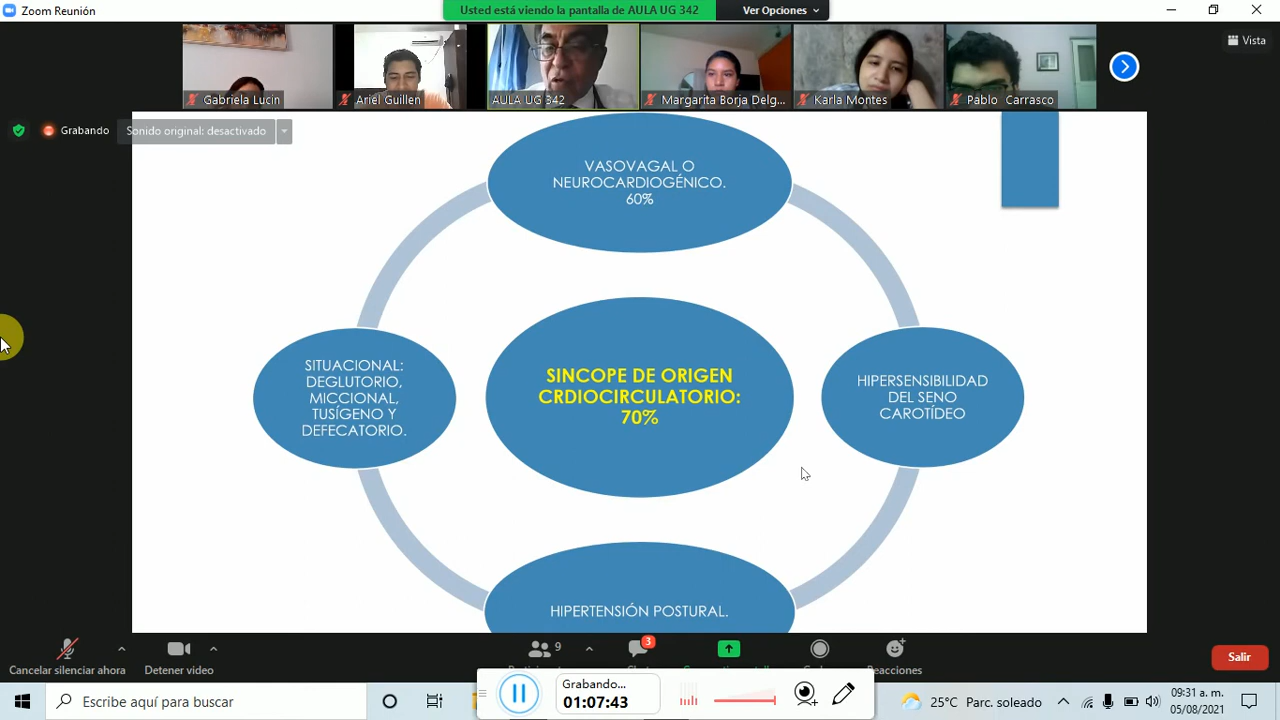 Zoom Reunión
Usted está viendo la pantalla de AULA UG 342
Ver Opciones
Vista
Gabriela Lucin
Ariel Guillen
AULA UG 342
Margarita Borja Delg...
Karla Montes
Pablo Carrasco
Grabando
Sonido original: desactivado
VASOVAGAL O
NEUROCARDIOGÉNICO.
60%
SITUACIONAL:
DEGLUTORIO,
MICCIONAL,
TUSÍGENO Y
DEFECATORIO.
SINCOPE DE ORIGEN
CRDIOCIRCULATORIO:
70%
HIPERSENSIBILIDAD
DEL SENO
CAROTÍDEO
HIPERTENSIÓN POSTURAL.
Cancelar silenciar ahora
Detener video
9
3
Reacciones
Salir
Grabando...
01:07:43
Escribe aquí para buscar
25°C Parc. soleado
09:31 a. m.
05/08/2021